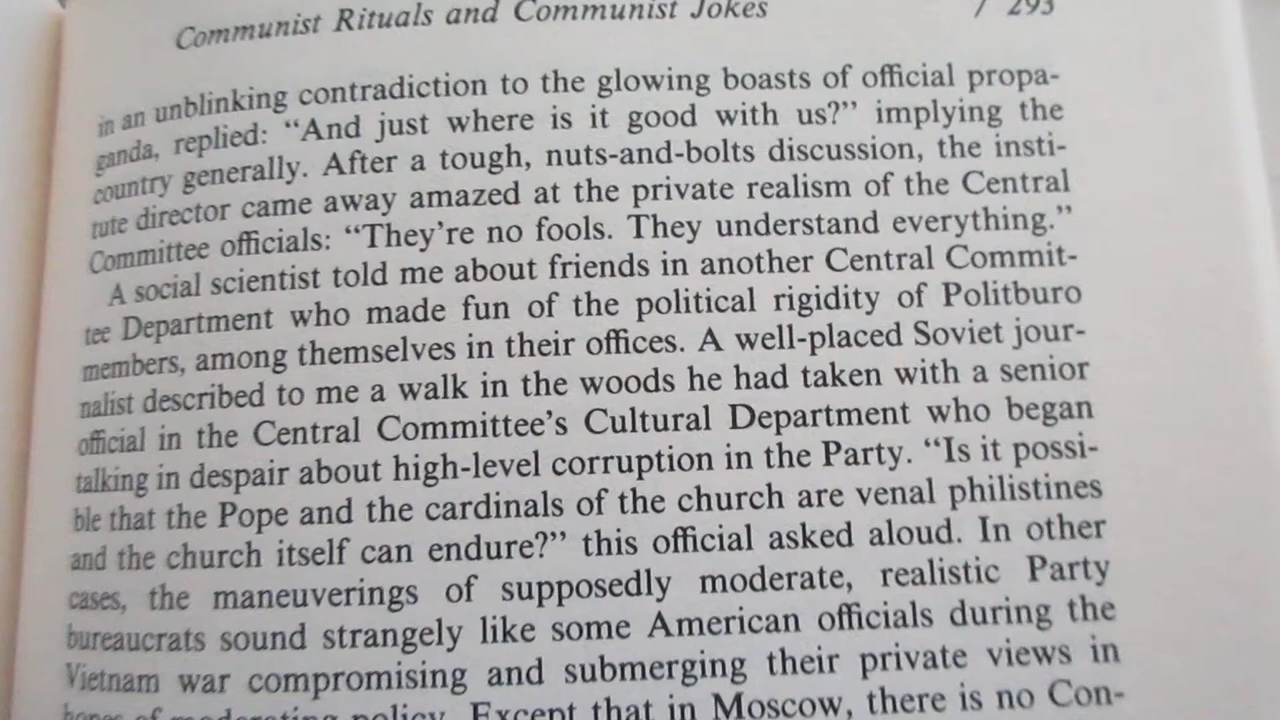 Communist Rituals and Communist Jokes / 293
in an unblinking contradiction to the glowing boasts of official propa-
ganda, replied: “And just where is it good with us?” implying the
country generally. After a tough, nuts-and-bolts discussion, the insti-
tute director came away amazed at the private realism of the Central
Committee officials: “They’re no fools. They understand everything.”
A social scientist told me about friends in another Central Commit-
tee Department who made fun of the political rigidity of Politburo
members, among themselves in their offices. A well-placed Soviet jour-
nalist described to me a walk in the woods he had taken with a senior
official in the Central Committee’s Cultural Department who began
talking in despair about high-level corruption in the Party. “Is it possi-
ble that the Pope and the cardinals of the church are venal philistines
and the church itself can endure?” this official asked aloud. In other
cases, the maneuverings of supposedly moderate, realistic Party
bureaucrats sound strangely like some American officials during the
Vietnam war compromising and submerging their private views in
hopes of moderating policy. Except that in Moscow, there is no Con-